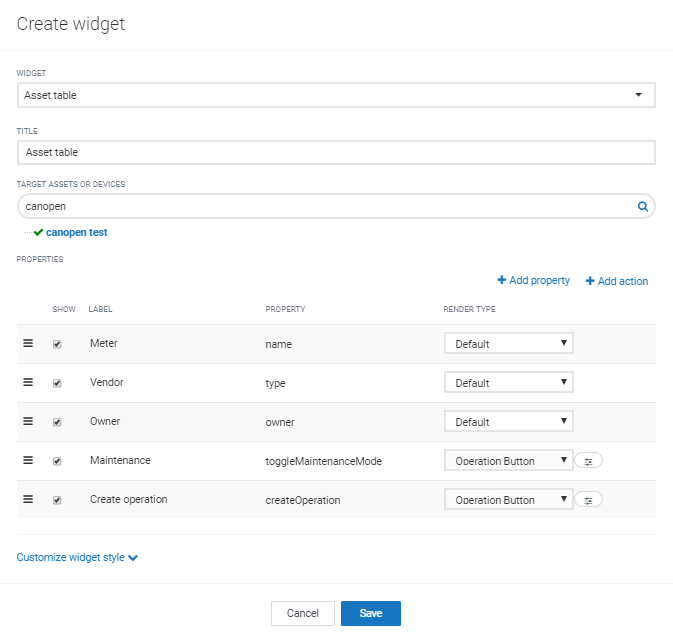 Create widget
WIDGET
Asset table
TITLE
Asset table
TARGET ASSETS OR DEVICES
canopen
canopen test
PROPERTIES
Add property Add action
SHOW LABEL PROPERTY RENDER TYPE
Meter name Default
Vendor type Default
Owner owner Default
Maintenance toggleMaintenanceMode Operation Button
Create operation createOperation Operation Button
Customize widget style
Cancel Save